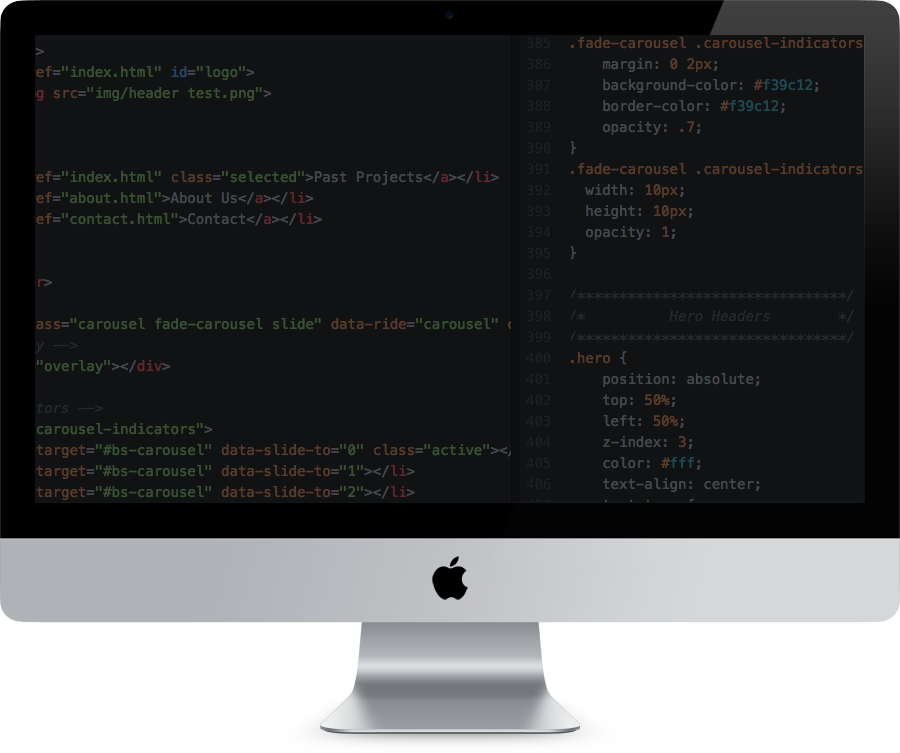 >
ef="index.html" id="logo">
g src="img/header test.png">
ef="index.html" class="selected">Past Projects</a></li>
ef="about.html">About Us</a></li>
ef="contact.html">Contact</a></li>
r>
ass="carousel fade-carousel slide" data-ride="carousel"
y -->
"overlay"></div>
tors -->
carousel-indicators">
target="#bs-carousel" data-slide-to="0" class="active"></
target="#bs-carousel" data-slide-to="1"></li>
target="#bs-carousel" data-slide-to="2"></li>
385 .fade-carousel .carousel-indicators
386 margin: 0 2px;
387 background-color: #f39c12;
388 border-color: #f39c12;
389 opacity: .7;
390 }
391 .fade-carousel .carousel-indicators
392 width: 10px;
393 height: 10px;
394 opacity: 1;
395 }
396
397 /********************************/
398 /* Hero Headers */
399 /********************************/
400 .hero {
401 position: absolute;
402 top: 50%;
403 left: 50%;
404 z-index: 3;
405 color: #fff;
406 text-align: center;